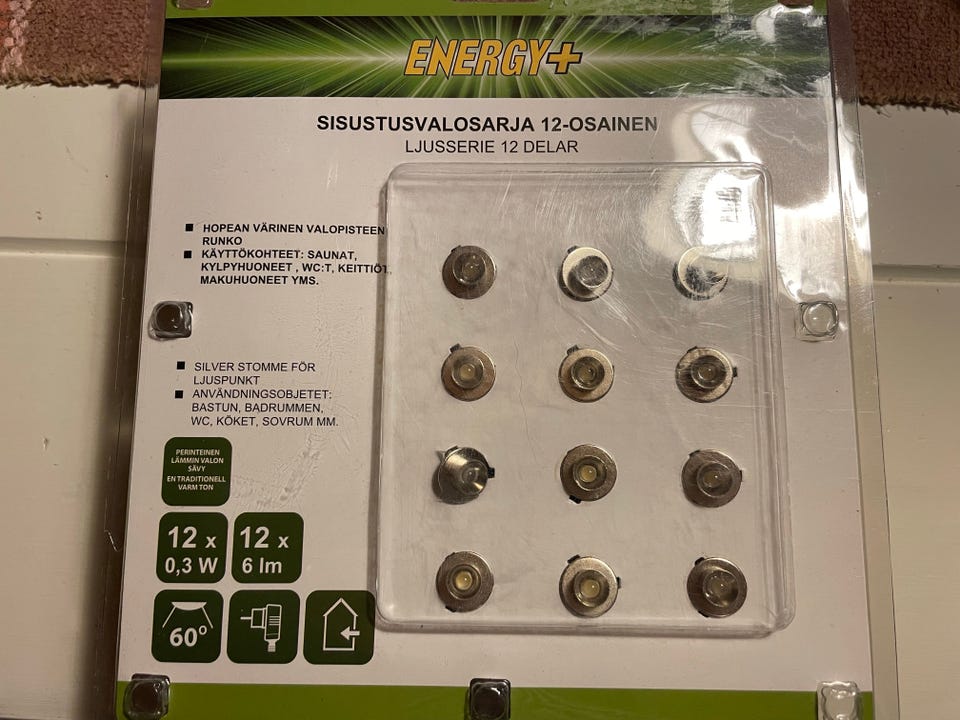 ENERGY+
SISUSTUSVALOSARJA 12-OSAINEN
LJUSSERIE 12 DELAR
HOPEAN VÄRINEN VALOPISTEEN
RUNKO
KÄYTTÖKOHTEET: SAUNAT,
KYLPYHUONEET , WC:T, KEITTIÖT,
MAKUHUONEET YMS.
SILVER STOMME FÖR
LJUSPUNKT
ANVÄNDNINGSOBJETET:
BASTUN, BADRUMMEN,
WC, KÖKET, SOVRUM MM.
PERINTEINEN
LÄMMIN VALON
SÄVY
EN TRADITIONELL
VARM TON
12 x
0,3 W
12 x
6 lm
60°